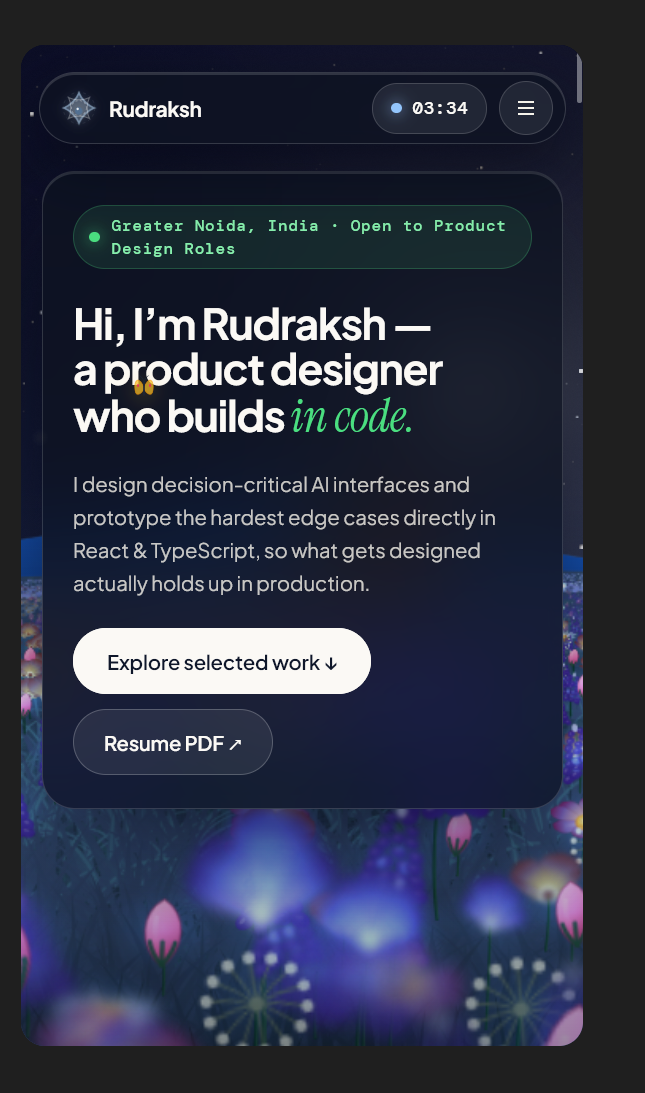 Rudraksh
03:34
Greater Noida, India · Open to Product
Design Roles
Hi, I’m Rudraksh —
a product designer
who builds in code.
I design decision-critical AI interfaces and
prototype the hardest edge cases directly in
React & TypeScript, so what gets designed
actually holds up in production.
Explore selected work ↓
Resume PDF ↗